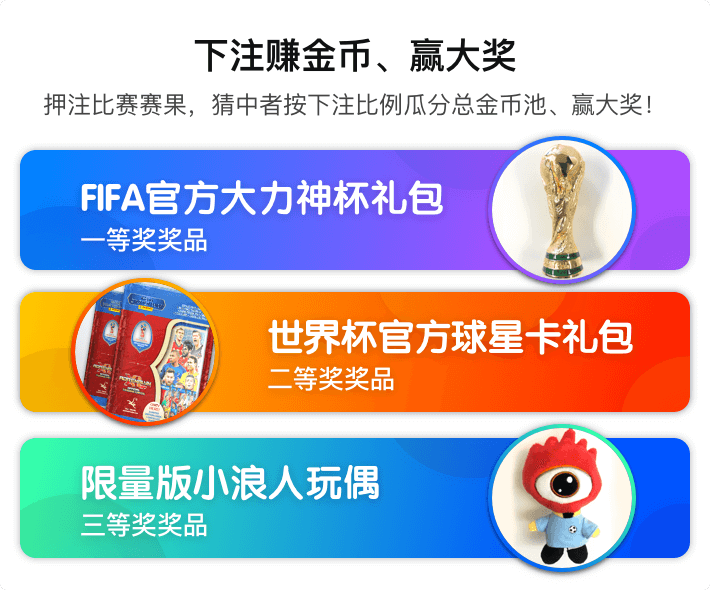 下注赚金币、赢大奖
押注比赛赛果，猜中者按下注比例瓜分总金币池、赢大奖！
FIFA官方大力神杯礼包
一等奖奖品
世界杯官方球星卡礼包
二等奖奖品
限量版小浪人玩偶
三等奖奖品